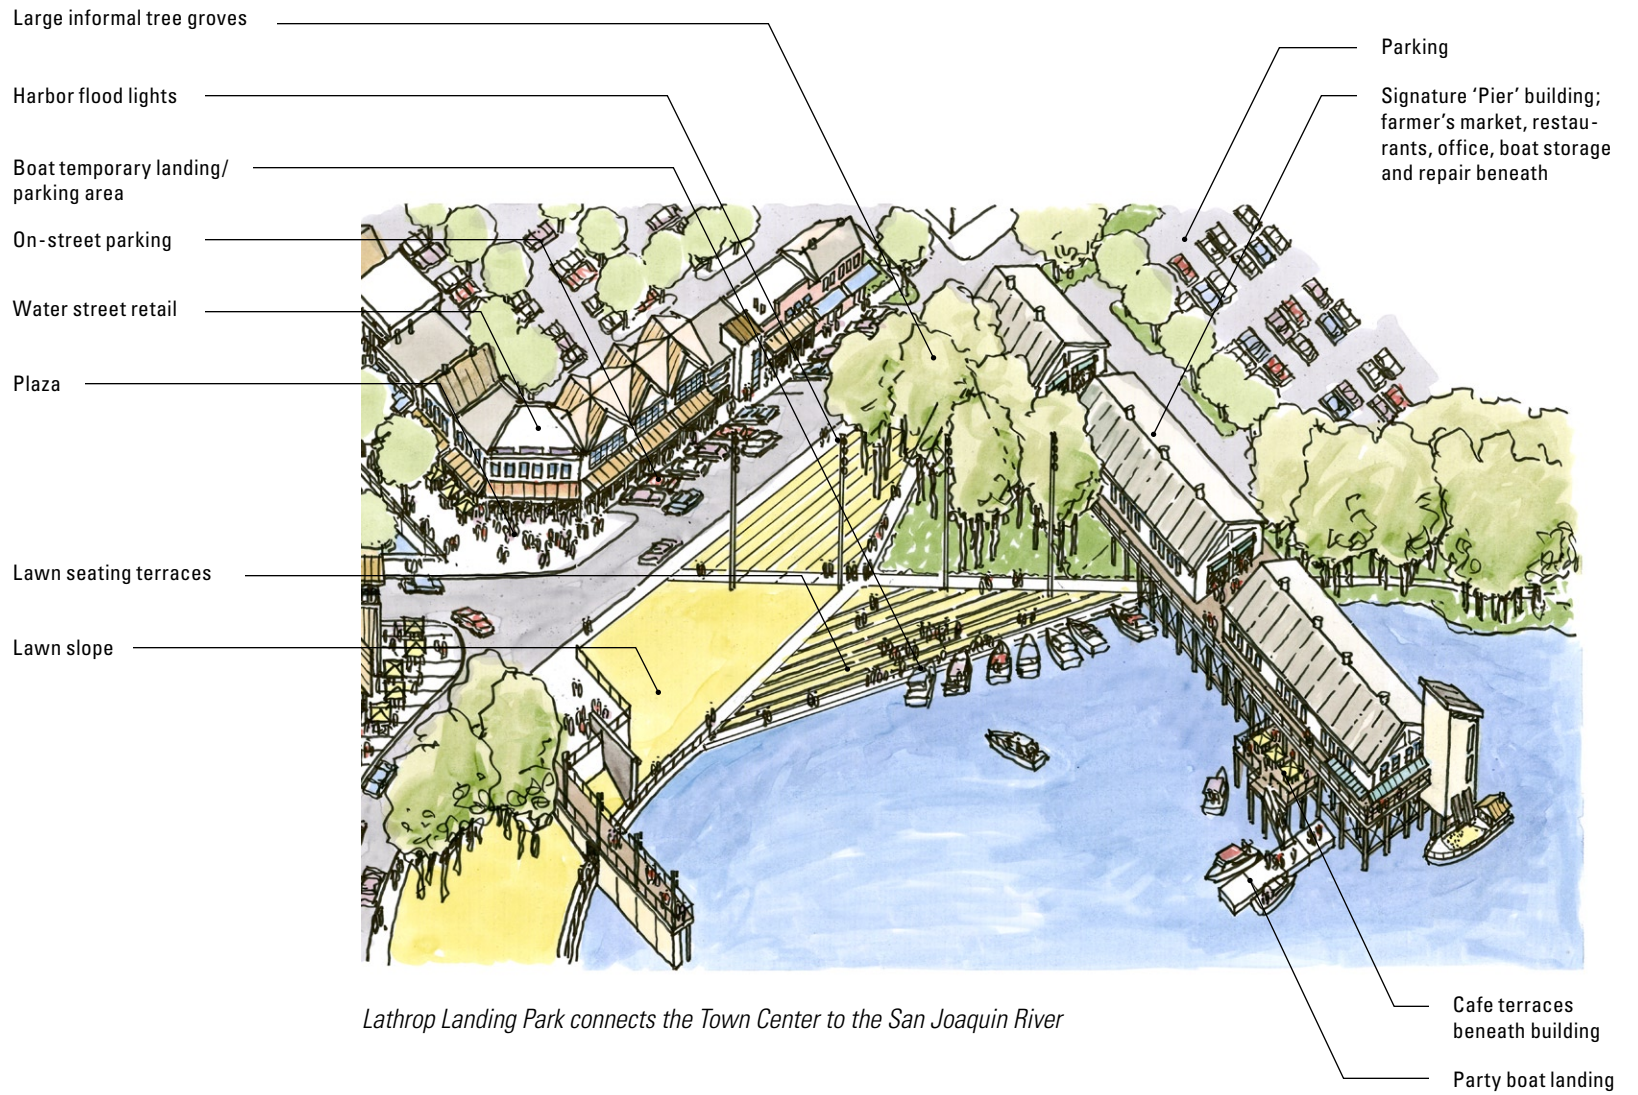 Large informal tree groves
Harbor flood lights
Boat temporary landing/
parking area
On-street parking
Water street retail
Plaza
Lawn seating terraces
Lawn slope
Parking
Signature ‘Pier’ building;
farmer’s market, restau-
rants, office, boat storage
and repair beneath
Cafe terraces
beneath building
Party boat landing
Lathrop Landing Park connects the Town Center to the San Joaquin River